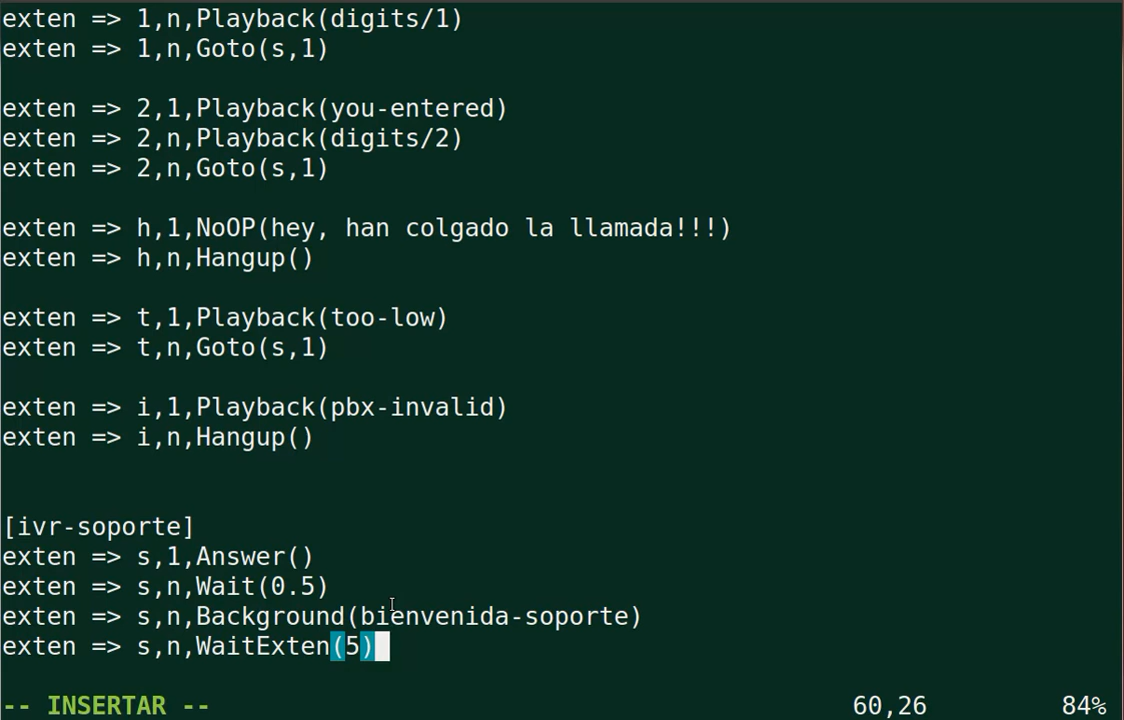 exten => 1,n,Playback(digits/1)
exten => 1,n,Goto(s,1)
exten => 2,1,Playback(you-entered)
exten => 2,n,Playback(digits/2)
exten => 2,n,Goto(s,1)
exten => h,1,NoOP(hey, han colgado la llamada!!!)
exten => h,n,Hangup()
exten => t,1,Playback(too-low)
exten => t,n,Goto(s,1)
exten => i,1,Playback(pbx-invalid)
exten => i,n,Hangup()
[ivr-soporte]
exten => s,1,Answer()
exten => s,n,Wait(0.5)
exten => s,n,Background(bienvenida-soporte)
exten => s,n,WaitExten(5)
-- INSERTAR -- 60,26 84%